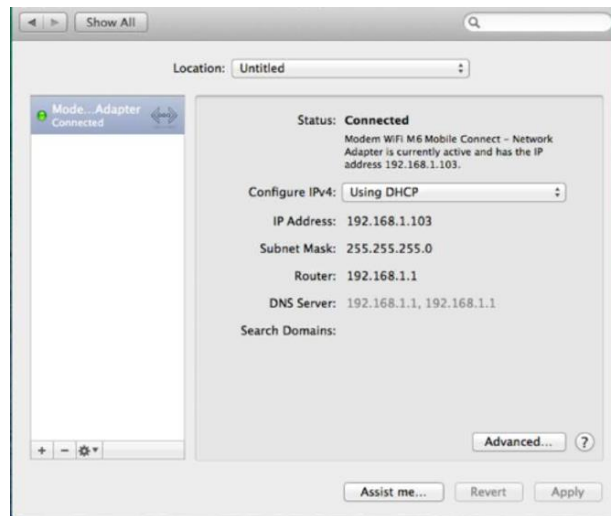 Show All
Location: Untitled
Mode...Adapter
Connected
Status: Connected
Modem WiFi M6 Mobile Connect – Network
Adapter is currently active and has the IP
address 192.168.1.103.
Configure IPv4: Using DHCP
IP Address: 192.168.1.103
Subnet Mask: 255.255.255.0
Router: 192.168.1.1
DNS Server: 192.168.1.1, 192.168.1.1
Search Domains:
Advanced... ?
+ −
Assist me... Revert Apply